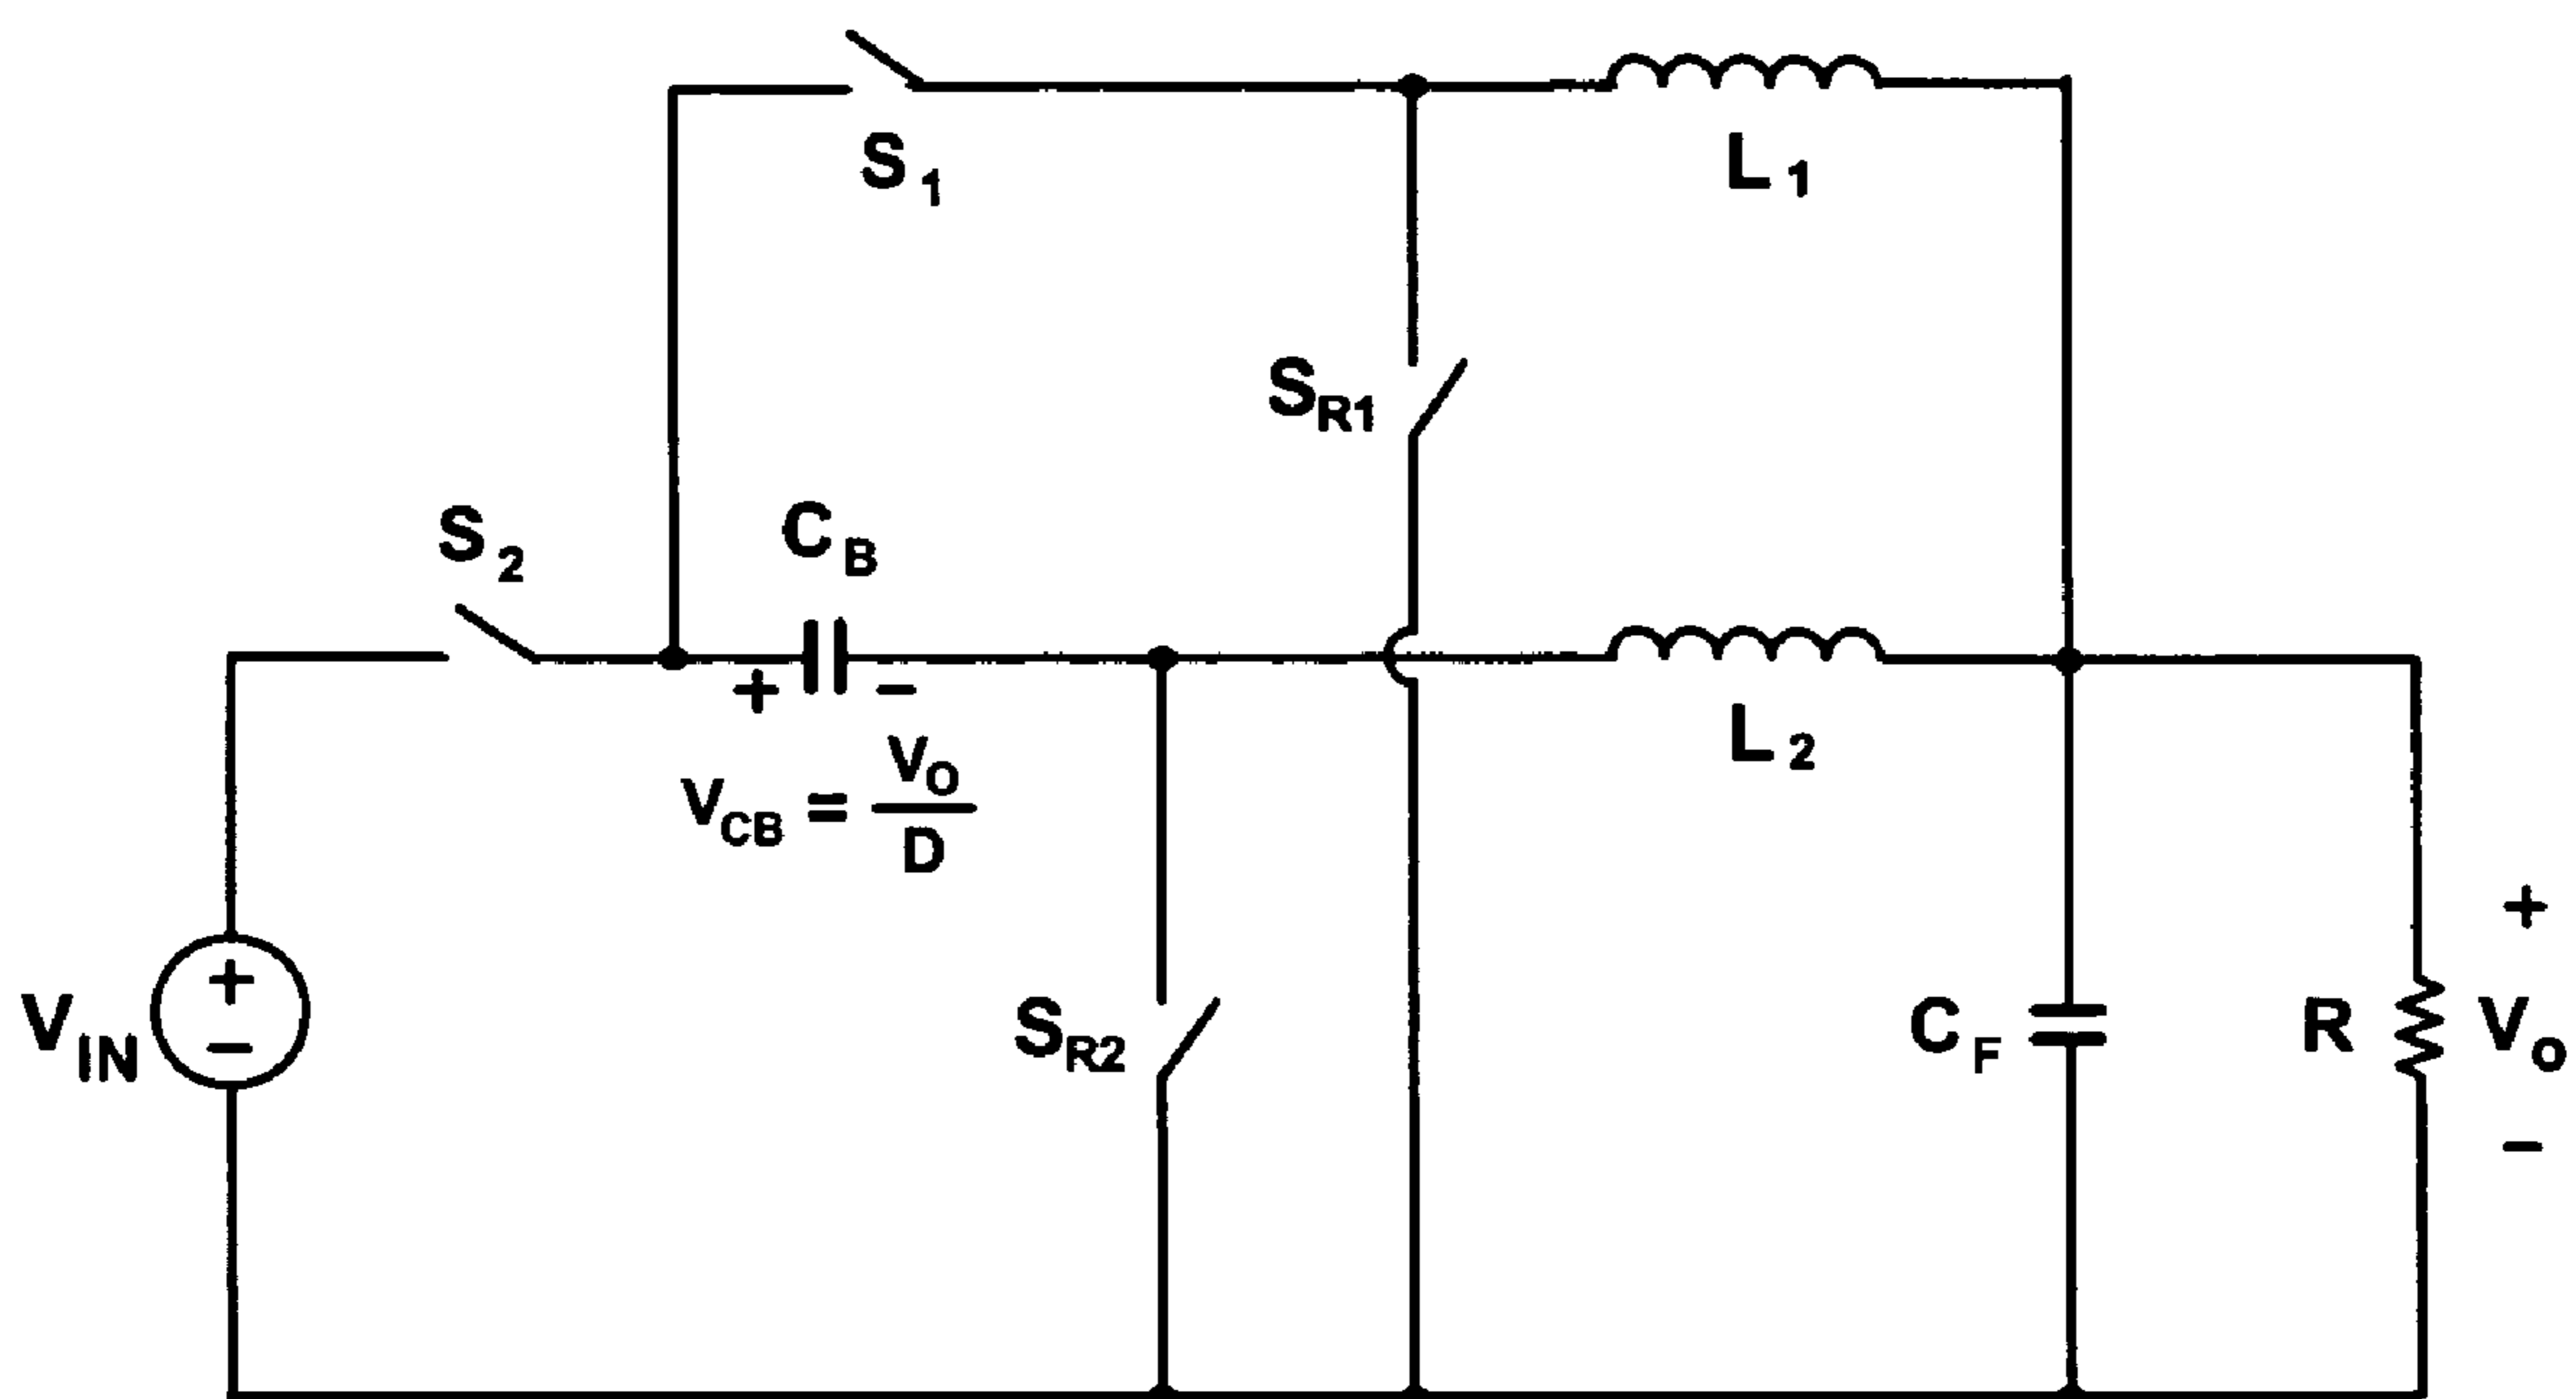 S1
L1
SR1
S2
CB
+ −
L2
VCB = VO/D
+
VIN
+
−
SR2
CF
R
Vo
−